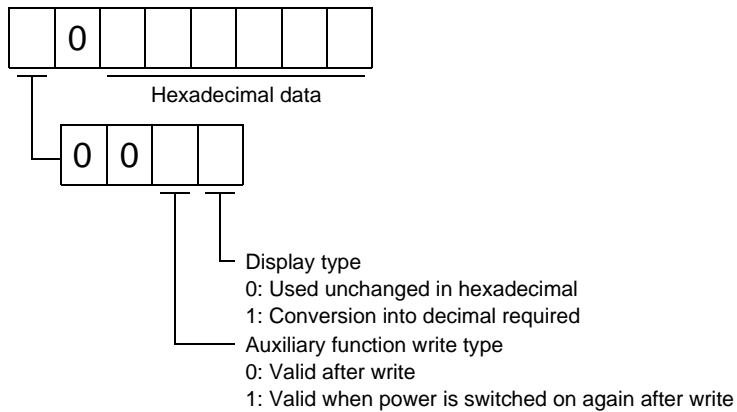 0
Hexadecimal data
0 0
Display type
0: Used unchanged in hexadecimal
1: Conversion into decimal required
Auxiliary function write type
0: Valid after write
1: Valid when power is switched on again after write